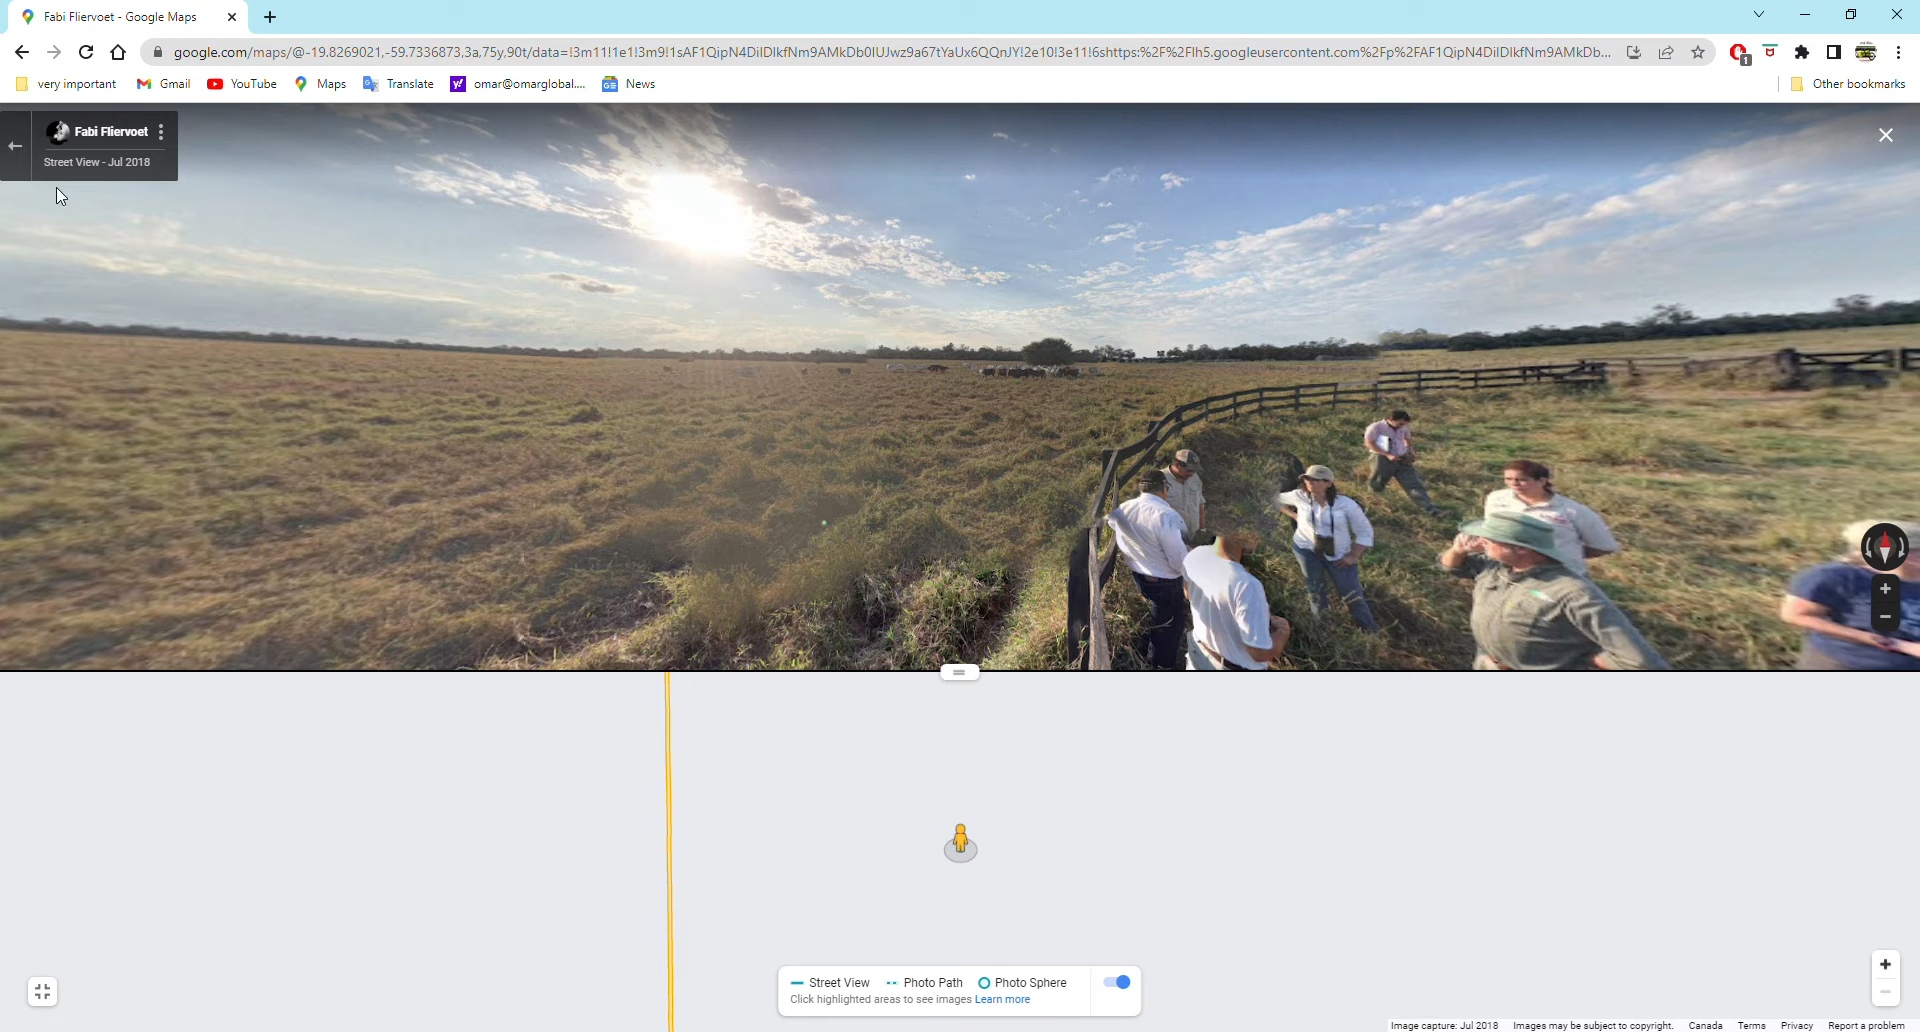 Fabi Fliervoet - Google Maps
google.com/maps/@-19.8269021,-59.7336873,3a,75y,90t/data=!3m11!1e1!3m9!1sAF1QipN4DiIDIkfNm9AMkDb0IUJwz9a67tYaUx6QQnJY!2e10!3e11!6shttps:%2F%2Flh5.googleusercontent.com%2Fp%2FAF1QipN4DiIDIkfNm9AMkDb...
1
very important
Gmail
YouTube
Maps
Translate
omar@omarglobal....
News
Other bookmarks
Fabi Fliervoet
Street View - Jul 2018
Street View
Photo Path
Photo Sphere
Click highlighted areas to see images Learn more
Image capture: Jul 2018 Images may be subject to copyright. Canada Terms Privacy Report a problem